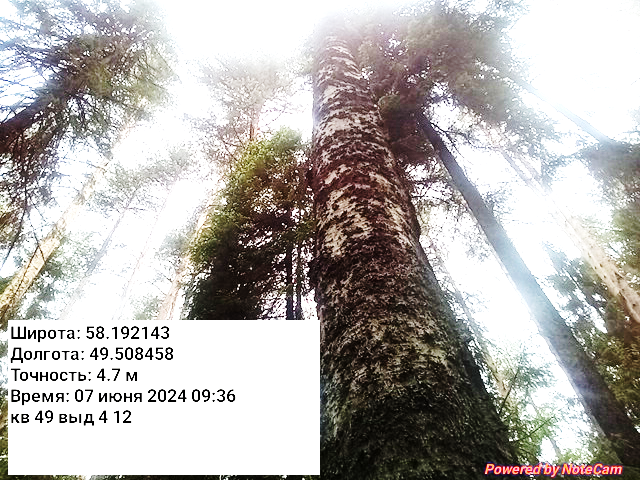 Широта: 58.192143
Долгота: 49.508458
Точность: 4.7 м
Время: 07 июня 2024 09:36
кв 49 выд 4 12
Powered by NoteCam